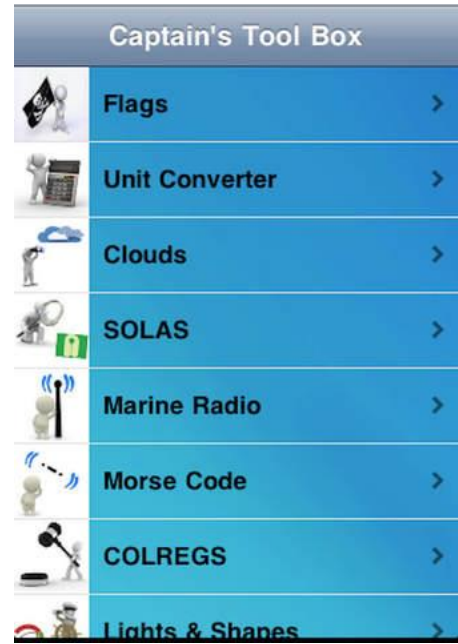 Captain's Tool Box
Flags
Unit Converter
Clouds
SOLAS
Marine Radio
Morse Code
COLREGS
Lights & Shapes